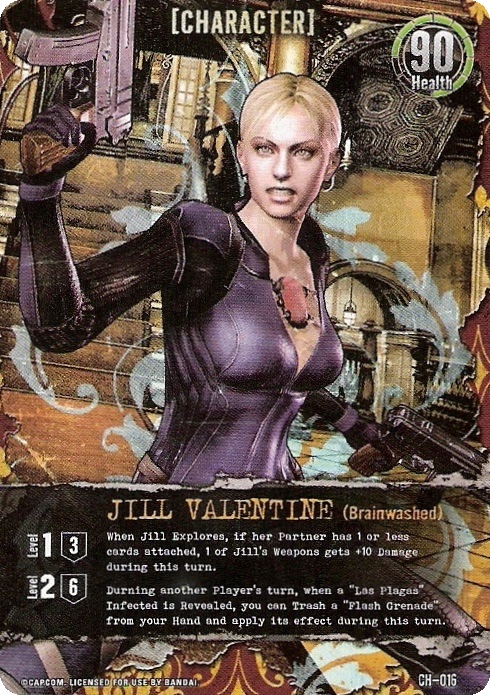 [CHARACTER]
90
Health
JILL VALENTINE (Brainwashed)
Level 1 3
When Jill Explores, if her Partner has 1 or less
cards attached, 1 of Jill's Weapons gets +10 Damage
during this turn.
Level 2 6
Durning another Player's turn, when a "Las Plagas"
Infected is Revealed, you can Trash a "Flash Grenade"
from your Hand and apply its effect during this turn.
©CAPCOM. LICENSED FOR USE BY BANDAI.
CH-016